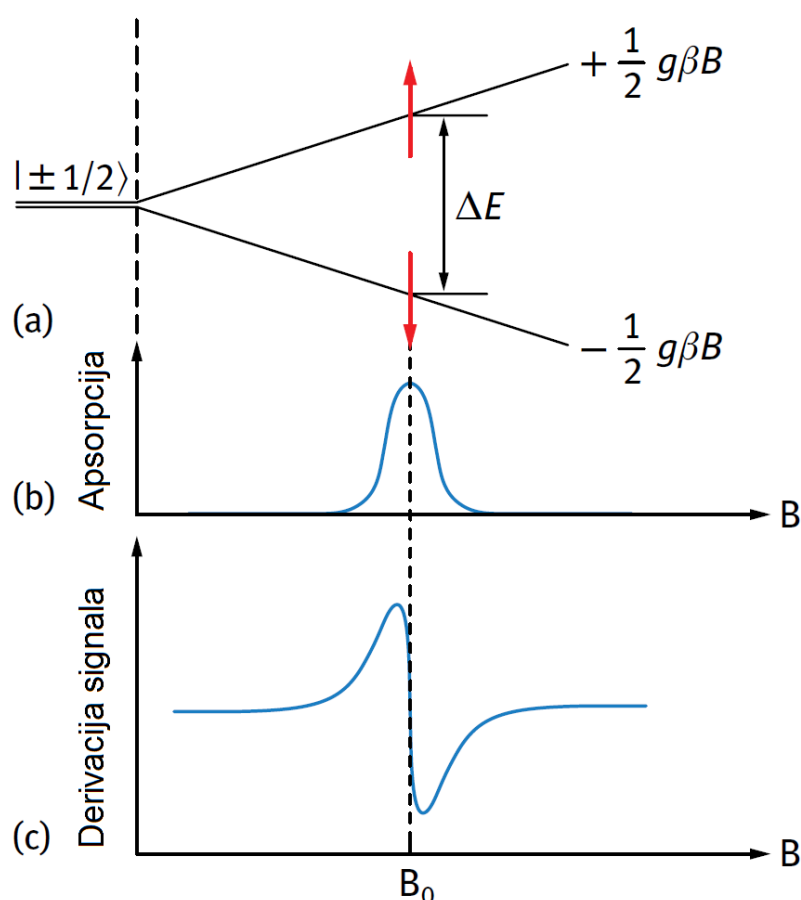 + 1/2 gβB
|± 1/2⟩
ΔE
(a)
− 1/2 gβB
Apsorpcija
(b)
B
Derivacija signala
(c)
B
B₀